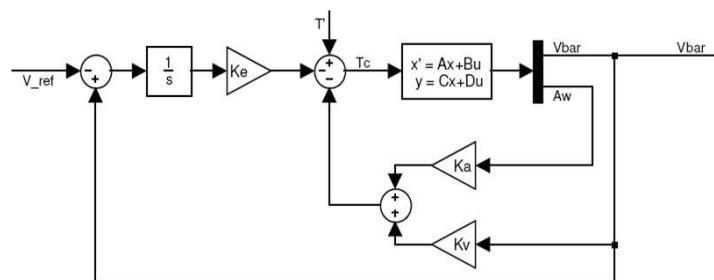 T'
Vbar
Vbar
V_ref
-
+
1
s
Ke
+
-
-
Tc
x' = Ax+Bu
y = Cx+Du
Aw
Ka
+
+
Kv